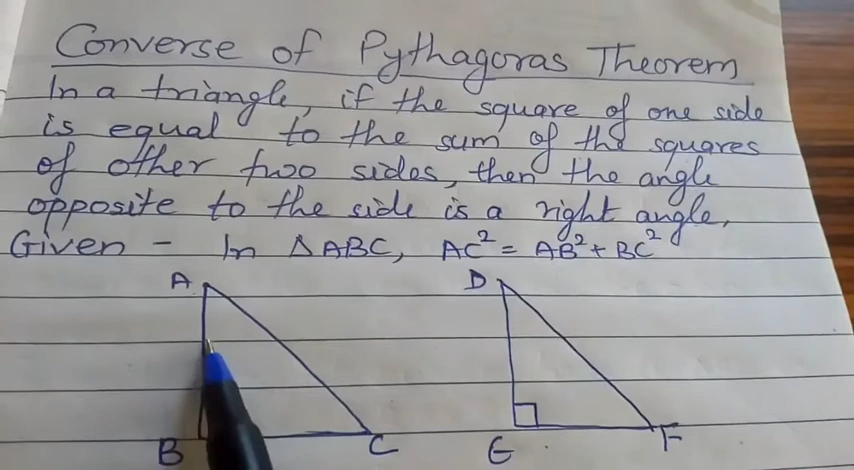 Converse of Pythagoras Theorem
In a triangle, if the square of one side
is equal to the sum of the squares
of other two sides, then the angle
opposite to the side is a right angle.
Given - In ΔABC, AC² = AB² + BC²
A D
B C E F